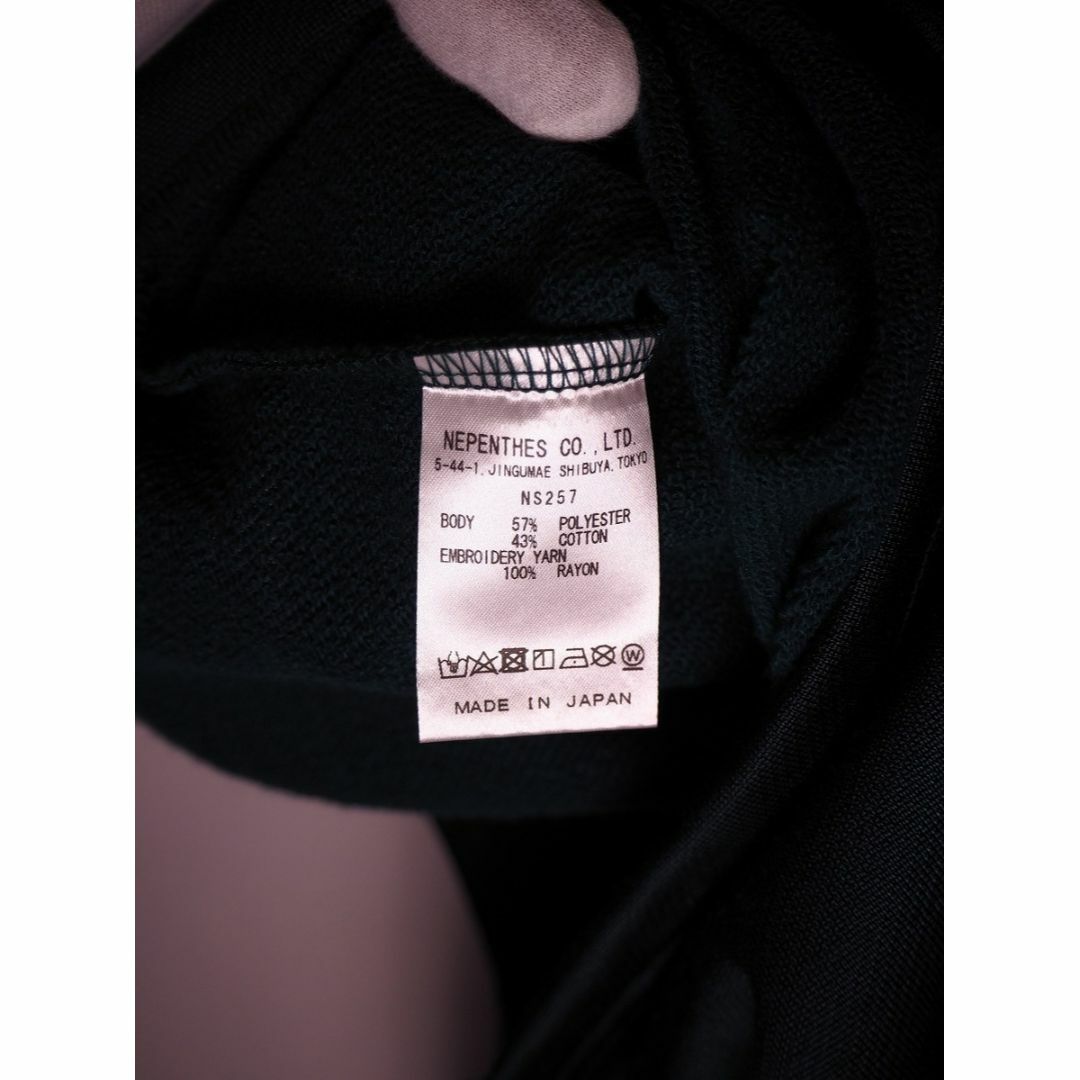 NEPENTHES CO.,LTD.
5-44-1, JINGUMAE SHIBUYA, TOKYO
NS257
BODY 57% POLYESTER
43% COTTON
EMBROIDERY YARN
100% RAYON
W
MADE IN JAPAN